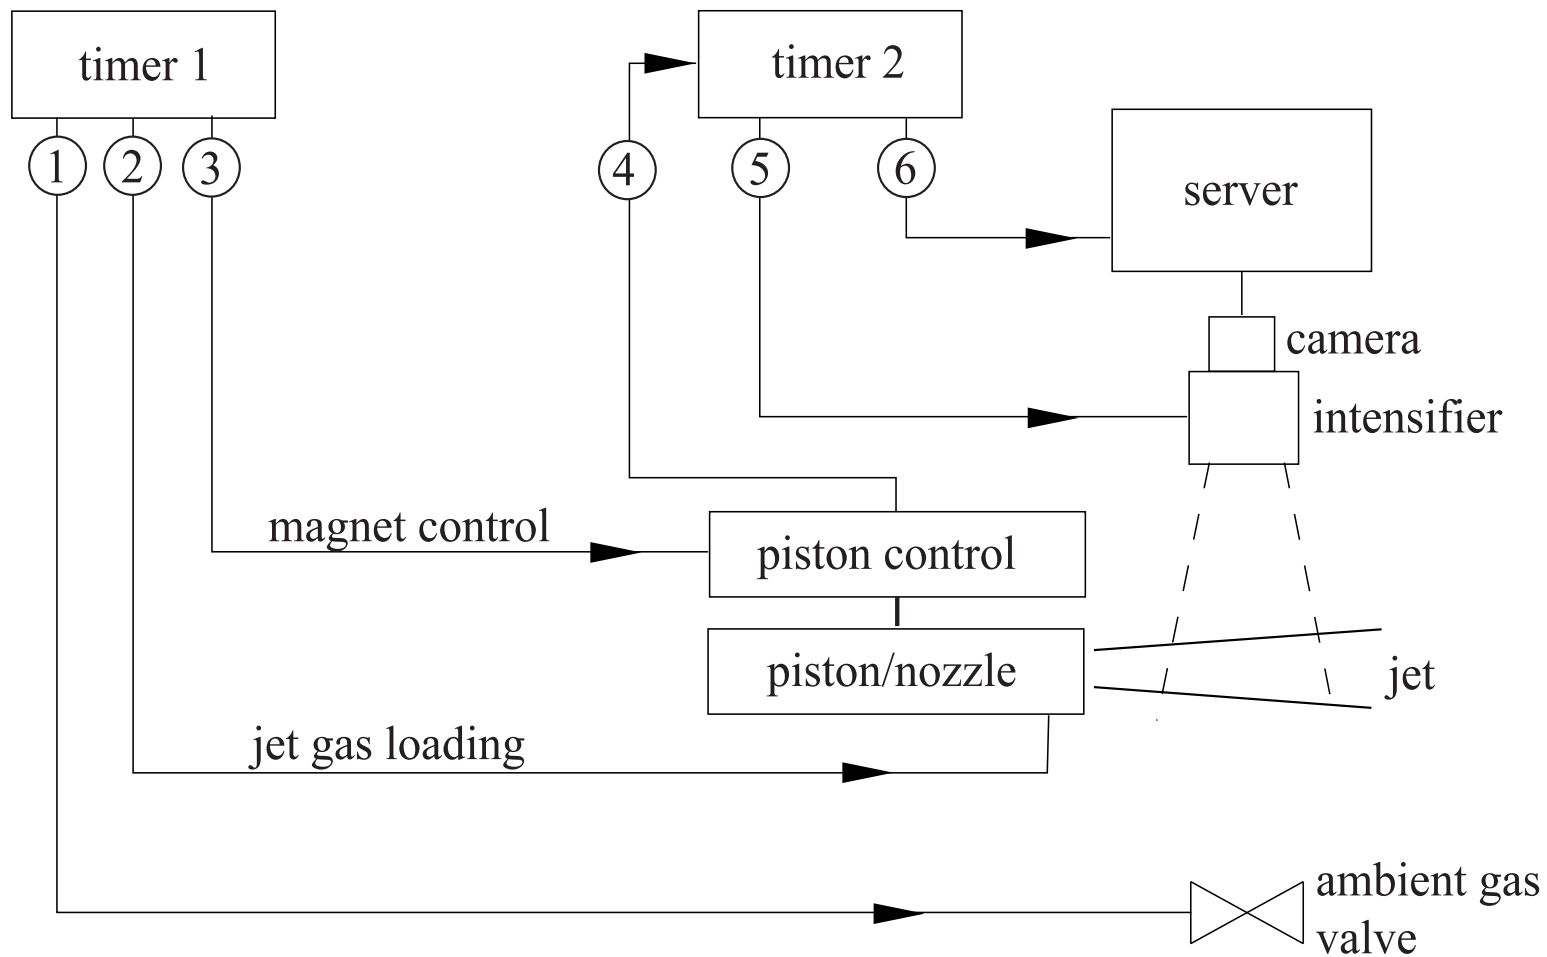 timer 1
timer 2
1
2
3
4
5
6
server
camera
intensifier
magnet control
piston control
piston/nozzle
jet
jet gas loading
ambient gas
valve